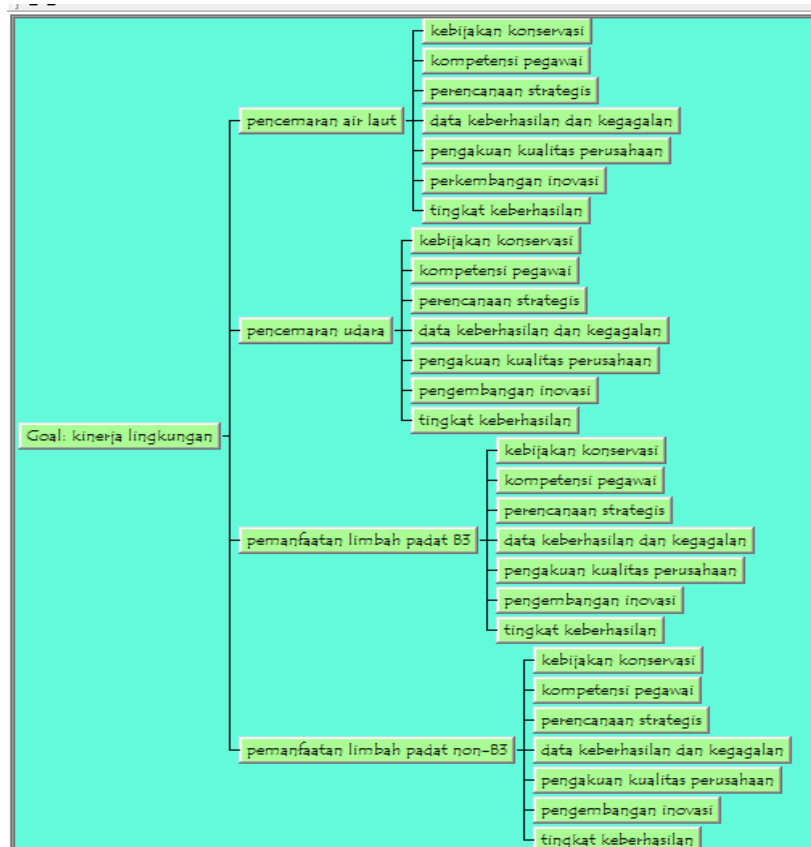 Goal: kinerja lingkungan
pencemaran air laut
kebijakan konservasi
kompetensi pegawai
perencanaan strategis
data keberhasilan dan kegagalan
pengakuan kualitas perusahaan
perkembangan inovasi
tingkat keberhasilan
pencemaran udara
kebijakan konservasi
kompetensi pegawai
perencanaan strategis
data keberhasilan dan kegagalan
pengakuan kualitas perusahaan
pengembangan inovasi
tingkat keberhasilan
pemanfaatan limbah padat B3
kebijakan konservasi
kompetensi pegawai
perencanaan strategis
data keberhasilan dan kegagalan
pengakuan kualitas perusahaan
pengembangan inovasi
tingkat keberhasilan
pemanfaatan limbah padat non-B3
kebijakan konservasi
kompetensi pegawai
perencanaan strategis
data keberhasilan dan kegagalan
pengakuan kualitas perusahaan
pengembangan inovasi
tingkat keberhasilan